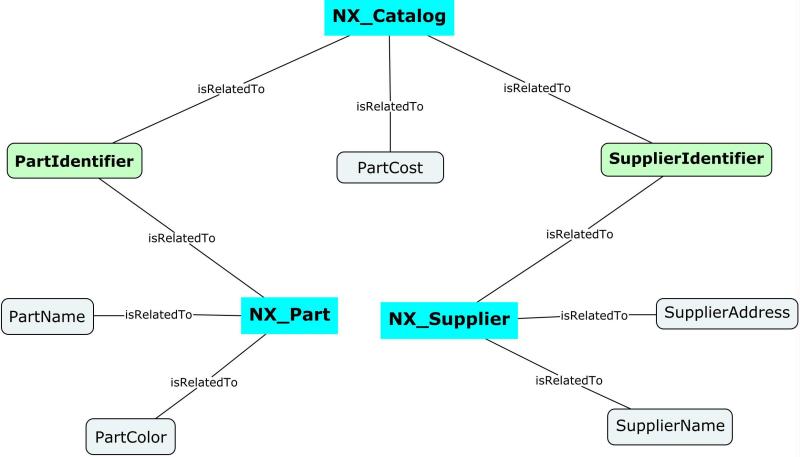 NX_Catalog
isRelatedTo
isRelatedTo
isRelatedTo
PartIdentifier
PartCost
SupplierIdentifier
isRelatedTo
isRelatedTo
PartName
isRelatedTo
NX_Part
NX_Supplier
isRelatedTo
SupplierAddress
isRelatedTo
isRelatedTo
PartColor
SupplierName